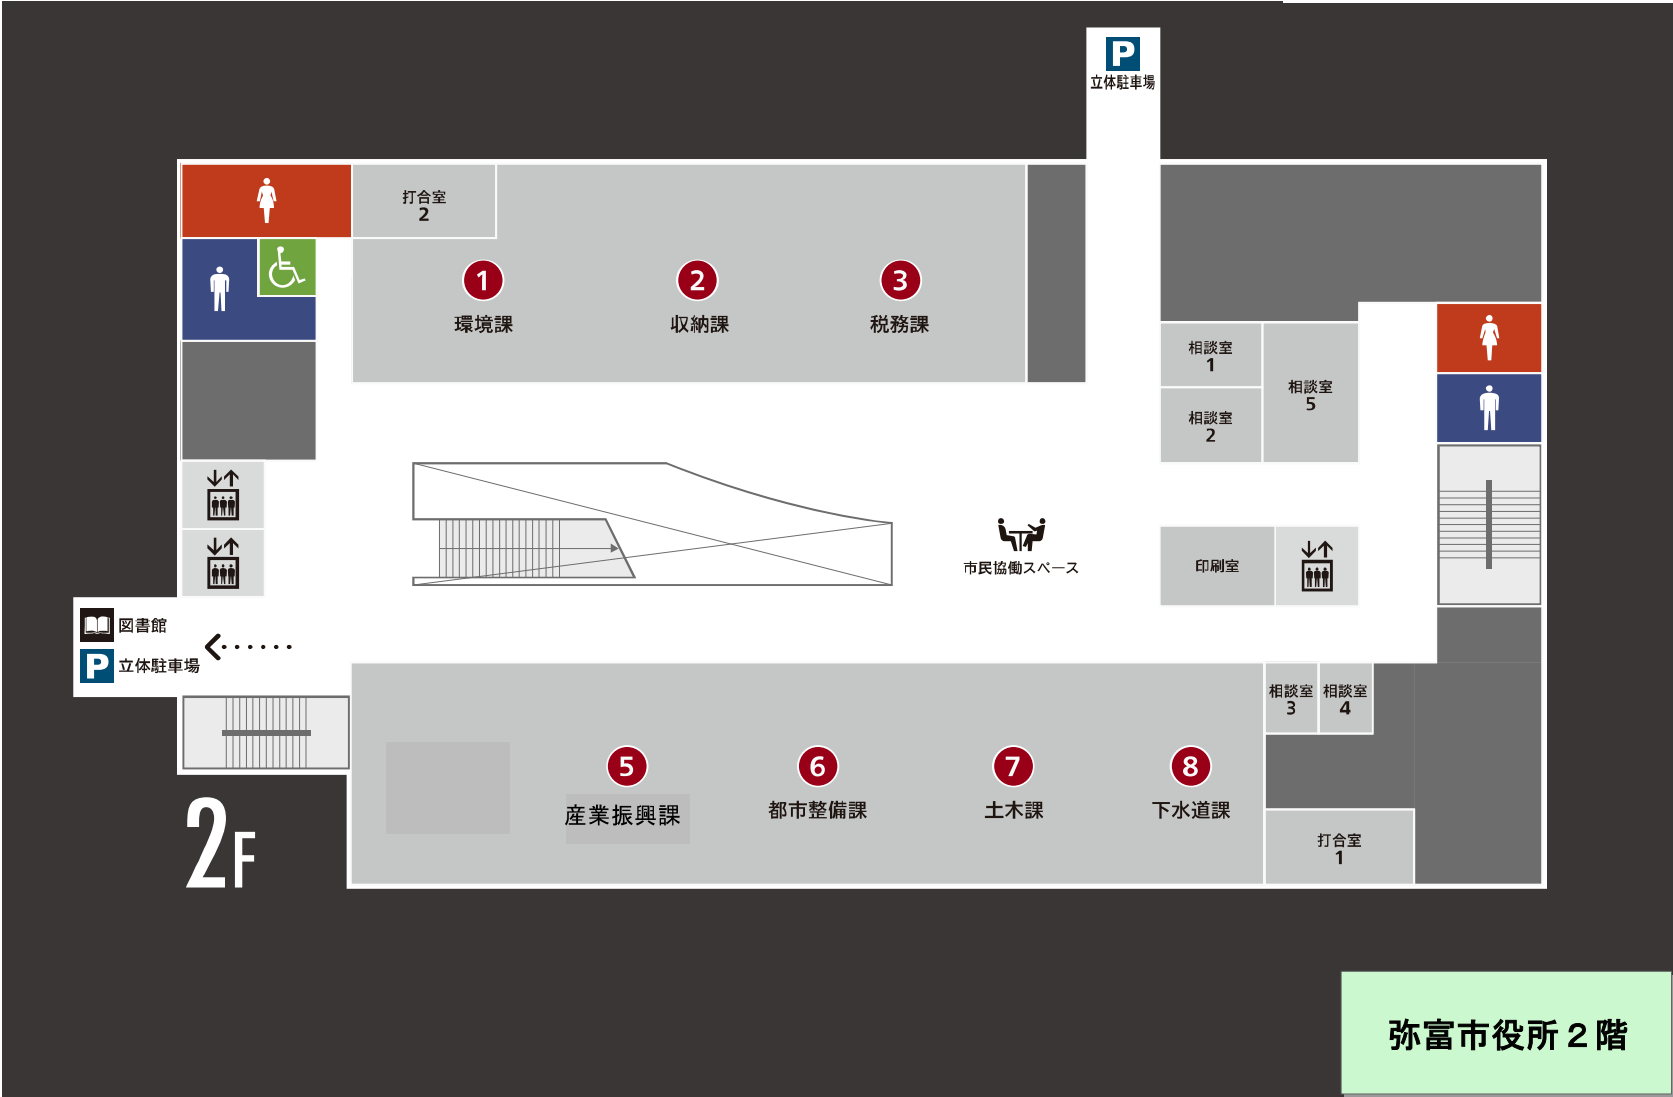 P
立体駐車場
打合室
2
1
環境課
2
収納課
3
税務課
相談室
1
相談室
2
相談室
5
市民協働スペース
印刷室
図書館
P
立体駐車場
相談室
3
相談室
4
5
産業振興課
6
都市整備課
7
土木課
8
下水道課
打合室
1
2F
弥富市役所２階